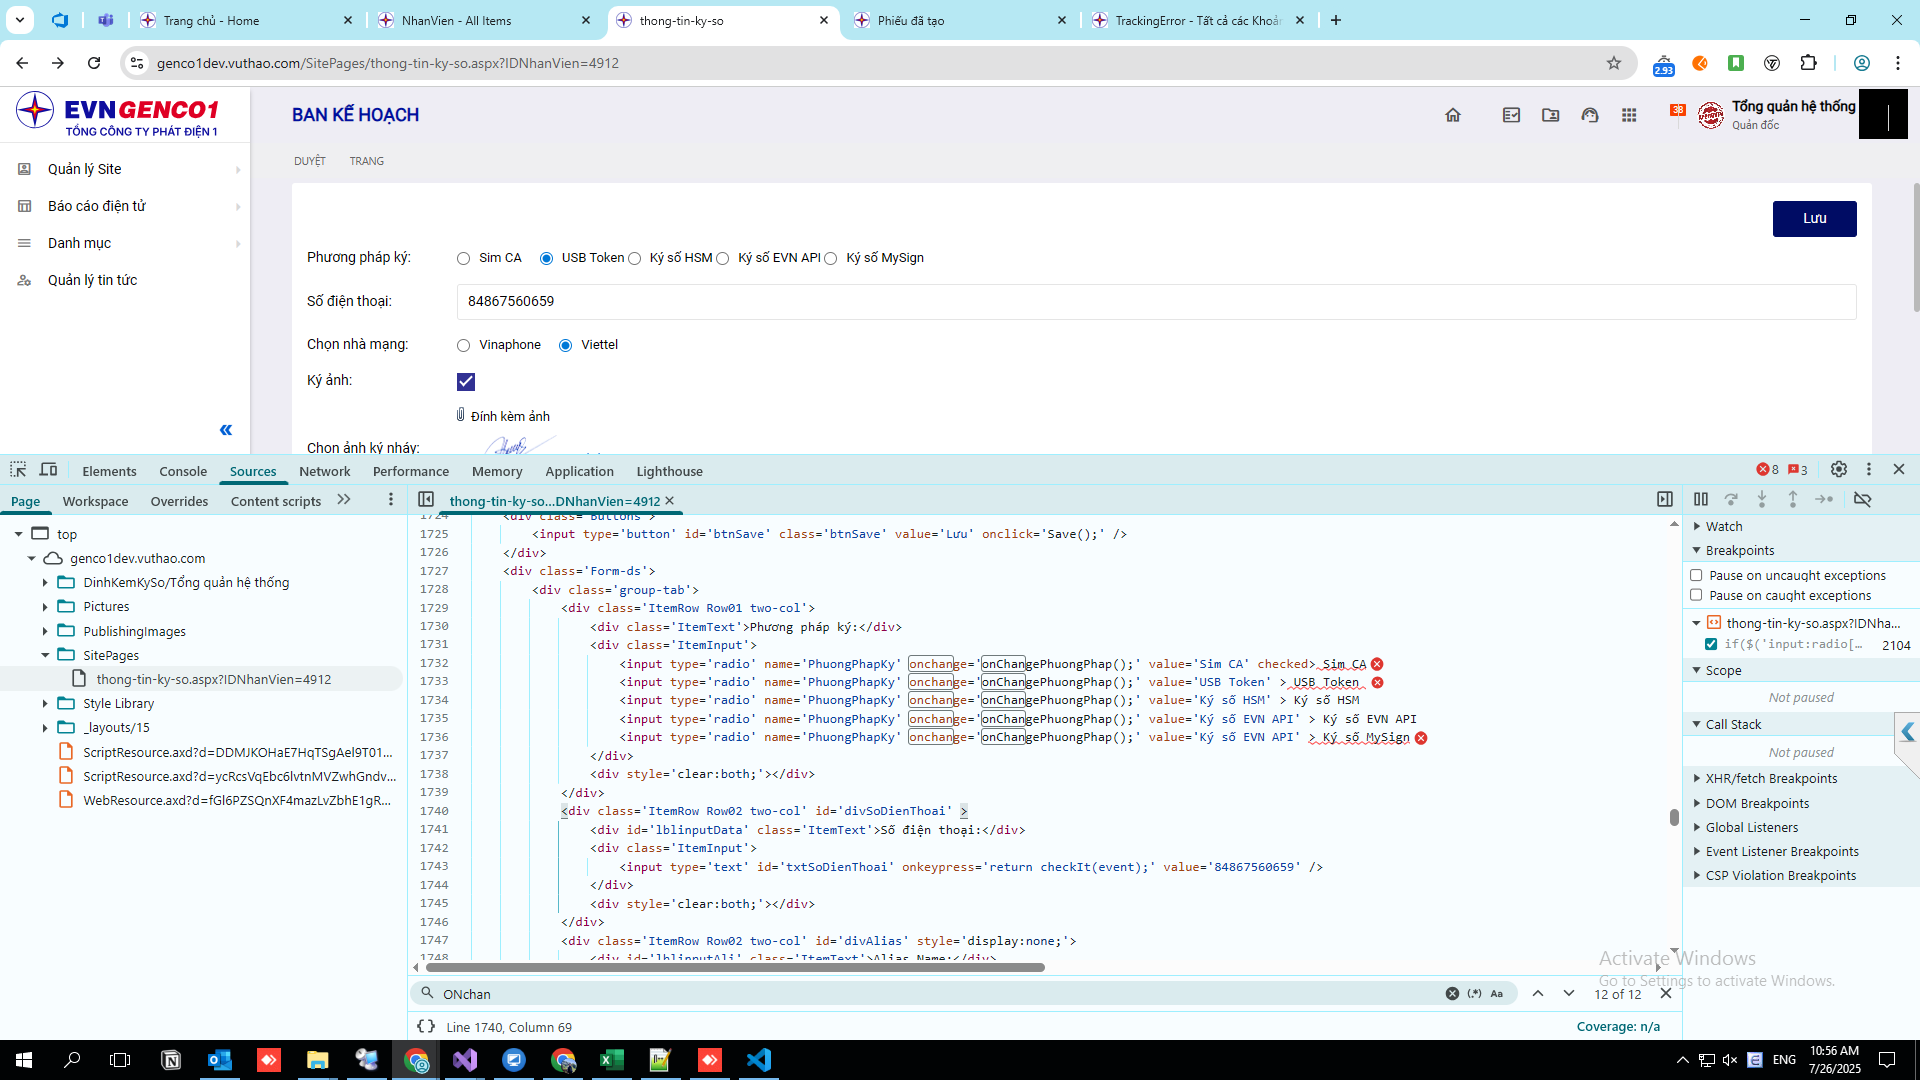 Trang chủ - Home
NhanVien - All Items
thong-tin-ky-so
Phiếu đã tạo
TrackingError - Tất cả các Khoản
genco1dev.vuthao.com/SitePages/thong-tin-ky-so.aspx?IDNhanVien=4912
2.93
EVNGENCO1
TỔNG CÔNG TY PHÁT ĐIỆN 1
BAN KẾ HOẠCH
38
Tổng quản hệ thống
Quản đốc
Quản lý Site
Báo cáo điện tử
Danh mục
Quản lý tin tức
DUYỆT TRANG
Lưu
Phương pháp ký: Sim CA USB Token Ký số HSM Ký số EVN API Ký số MySign
Số điện thoại: 84867560659
Chọn nhà mạng: Vinaphone Viettel
Ký ảnh:
Đính kèm ảnh
Chọn ảnh ký nháy:
Elements Console Sources Network Performance Memory Application Lighthouse
8 3
Page Workspace Overrides Content scripts
thong-tin-ky-so...DNhanVien=4912
top
genco1dev.vuthao.com
DinhKemKySo/Tổng quản hệ thống
Pictures
PublishingImages
SitePages
thong-tin-ky-so.aspx?IDNhanVien=4912
Style Library
_layouts/15
ScriptResource.axd?d=DDMJKOHaE7HqTSgAel9T01...
ScriptResource.axd?d=ycRcsVqEbc6lvtnMVZwhGndv...
WebResource.axd?d=fGl6PZSQnXF4mazLvZbhE1gR...
1724 <div class='Buttons'>
1725 <input type='button' id='btnSave' class='btnSave' value='Lưu' onclick='Save();' />
1726 </div>
1727 <div class='Form-ds'>
1728 <div class='group-tab'>
1729 <div class='ItemRow Row01 two-col'>
1730 <div class='ItemText'>Phương pháp ký:</div>
1731 <div class='ItemInput'>
1732 <input type='radio' name='PhuongPhapKy' onchange='onChangePhuongPhap();' value='Sim CA' checked> Sim CA
1733 <input type='radio' name='PhuongPhapKy' onchange='onChangePhuongPhap();' value='USB Token' > USB Token
1734 <input type='radio' name='PhuongPhapKy' onchange='onChangePhuongPhap();' value='Ký số HSM' > Ký số HSM
1735 <input type='radio' name='PhuongPhapKy' onchange='onChangePhuongPhap();' value='Ký số EVN API' > Ký số EVN API
1736 <input type='radio' name='PhuongPhapKy' onchange='onChangePhuongPhap();' value='Ký số EVN API' > Ký số MySign
1737 </div>
1738 <div style='clear:both;'></div>
1739 </div>
1740 <div class='ItemRow Row02 two-col' id='divSoDienThoai' >
1741 <div id='lblinputData' class='ItemText'>Số điện thoại:</div>
1742 <div class='ItemInput'>
1743 <input type='text' id='txtSoDienThoai' onkeypress='return checkIt(event);' value='84867560659' />
1744 </div>
1745 <div style='clear:both;'></div>
1746 </div>
1747 <div class='ItemRow Row02 two-col' id='divAlias' style='display:none;'>
1748 <div id='lblinputAli' class='ItemText'>Alias Name:</div>
ONchan
(.*) Aa
12 of 12
{} Line 1740, Column 69
Coverage: n/a
Watch
Breakpoints
Pause on uncaught exceptions
Pause on caught exceptions
thong-tin-ky-so.aspx?IDNha...
if($('input:radio[... 2104
Scope
Not paused
Call Stack
Not paused
XHR/fetch Breakpoints
DOM Breakpoints
Global Listeners
Event Listener Breakpoints
CSP Violation Breakpoints
Activate Windows
Go to Settings to activate Windows.
ENG
10:56 AM
7/26/2025